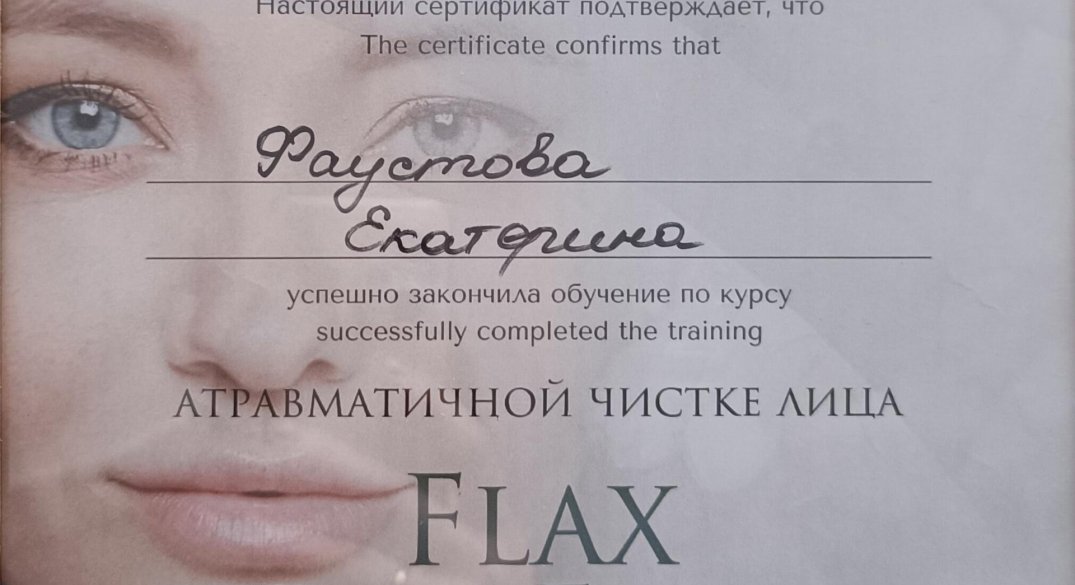 Настоящий сертификат подтверждает, что
The certificate confirms that
Фаустова
Екатерина
успешно закончила обучение по курсу
successfully completed the training
АТРАВМАТИЧНОЙ ЧИСТКЕ ЛИЦА
FLAX